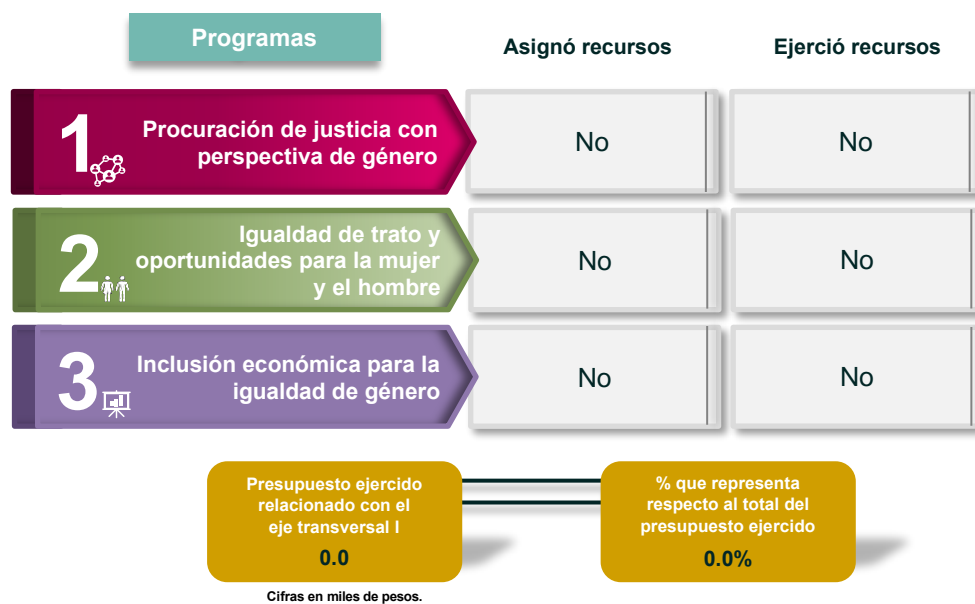 Programas
Asignó recursos
Ejerció recursos
1
Procuración de justicia con
perspectiva de género
No
No
2
Igualdad de trato y
oportunidades para la mujer
y el hombre
No
No
3
Inclusión económica para la
igualdad de género
No
No
Presupuesto ejercido
relacionado con el
eje transversal I
0.0
% que representa
respecto al total del
presupuesto ejercido
0.0%
Cifras en miles de pesos.